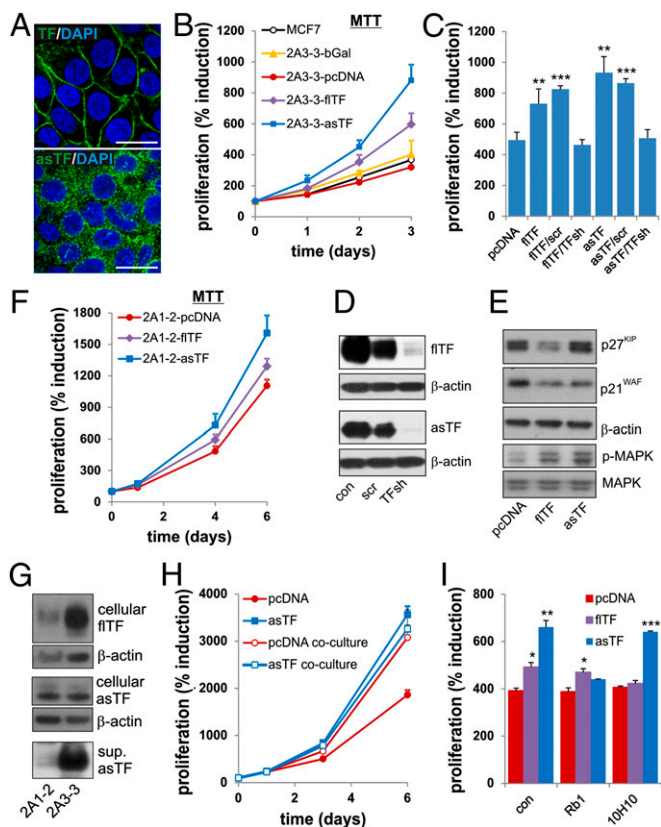 A
TF/DAPI
asTF/DAPI
B
MTT
MCF7
2A3-3-bGal
2A3-3-pcDNA
2A3-3-flTF
2A3-3-asTF
proliferation (% induction)
1200
1000
800
600
400
200
0
0 1 2 3
time (days)
C
proliferation (% induction)
1200
1000
800
600
400
200
0
** *** ** ***
pcDNA
flTF
flTF/scr
flTF/TFsh
asTF
asTF/scr
asTF/TFsh
F
MTT
2A1-2-pcDNA
2A1-2-flTF
2A1-2-asTF
proliferation (% induction)
1800
1500
1200
900
600
300
0
0 2 4 6
time (days)
D
flTF
β-actin
asTF
β-actin
con scr TFsh
E
p27KIP
p21WAF
β-actin
p-MAPK
MAPK
pcDNA flTF asTF
G
cellular
flTF
β-actin
cellular
asTF
β-actin
sup.
asTF
2A1-2 2A3-3
H
pcDNA
asTF
pcDNA co-culture
asTF co-culture
proliferation (% induction)
4000
3000
2000
1000
0
0 2 4 6
time (days)
I
pcDNA
flTF
asTF
proliferation (% induction)
800
600
400
200
0
* ** * ***
con Rb1 10H10